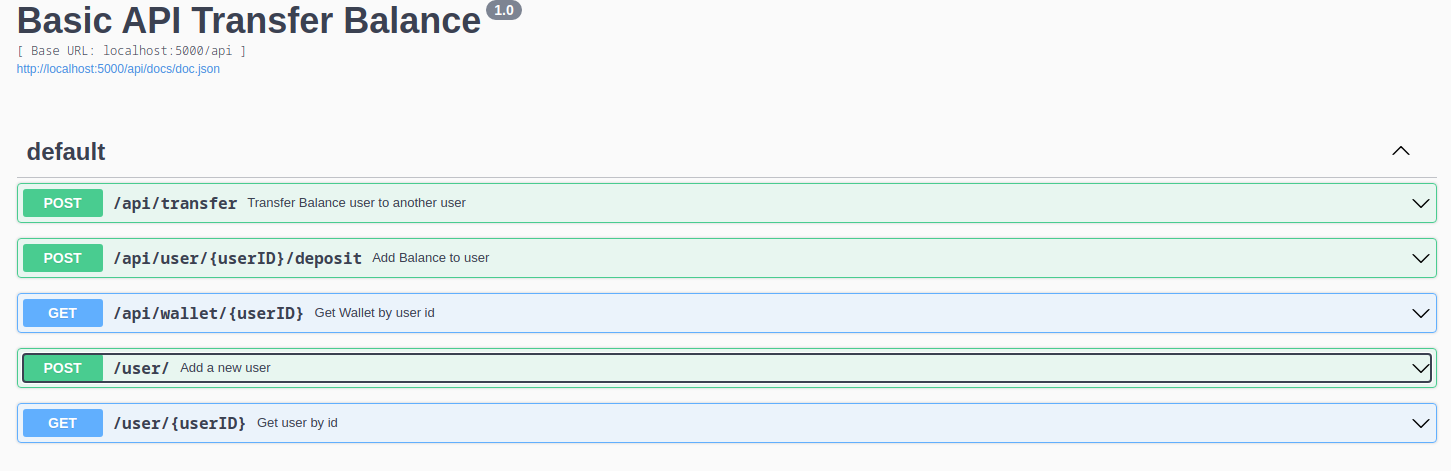 Basic API Transfer Balance 1.0
[ Base URL: localhost:5000/api ]
http://localhost:5000/api/docs/doc.json
default
POST /api/transfer Transfer Balance user to another user
POST /api/user/{userID}/deposit Add Balance to user
GET /api/wallet/{userID} Get Wallet by user id
POST /user/ Add a new user
GET /user/{userID} Get user by id